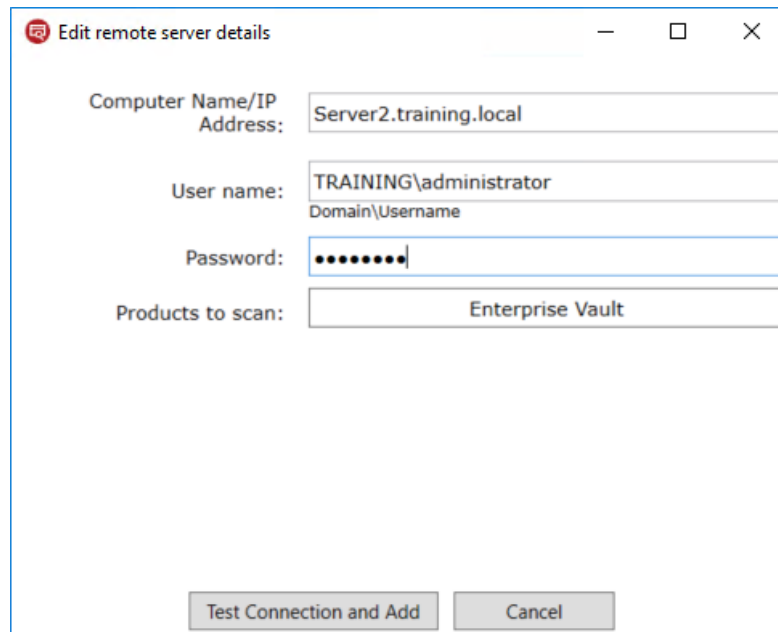 Edit remote server details
Computer Name/IP
Address:
Server2.training.local
User name:
TRAINING\administrator
Domain\Username
Password:
●●●●●●●●
Products to scan:
Enterprise Vault
Test Connection and Add
Cancel